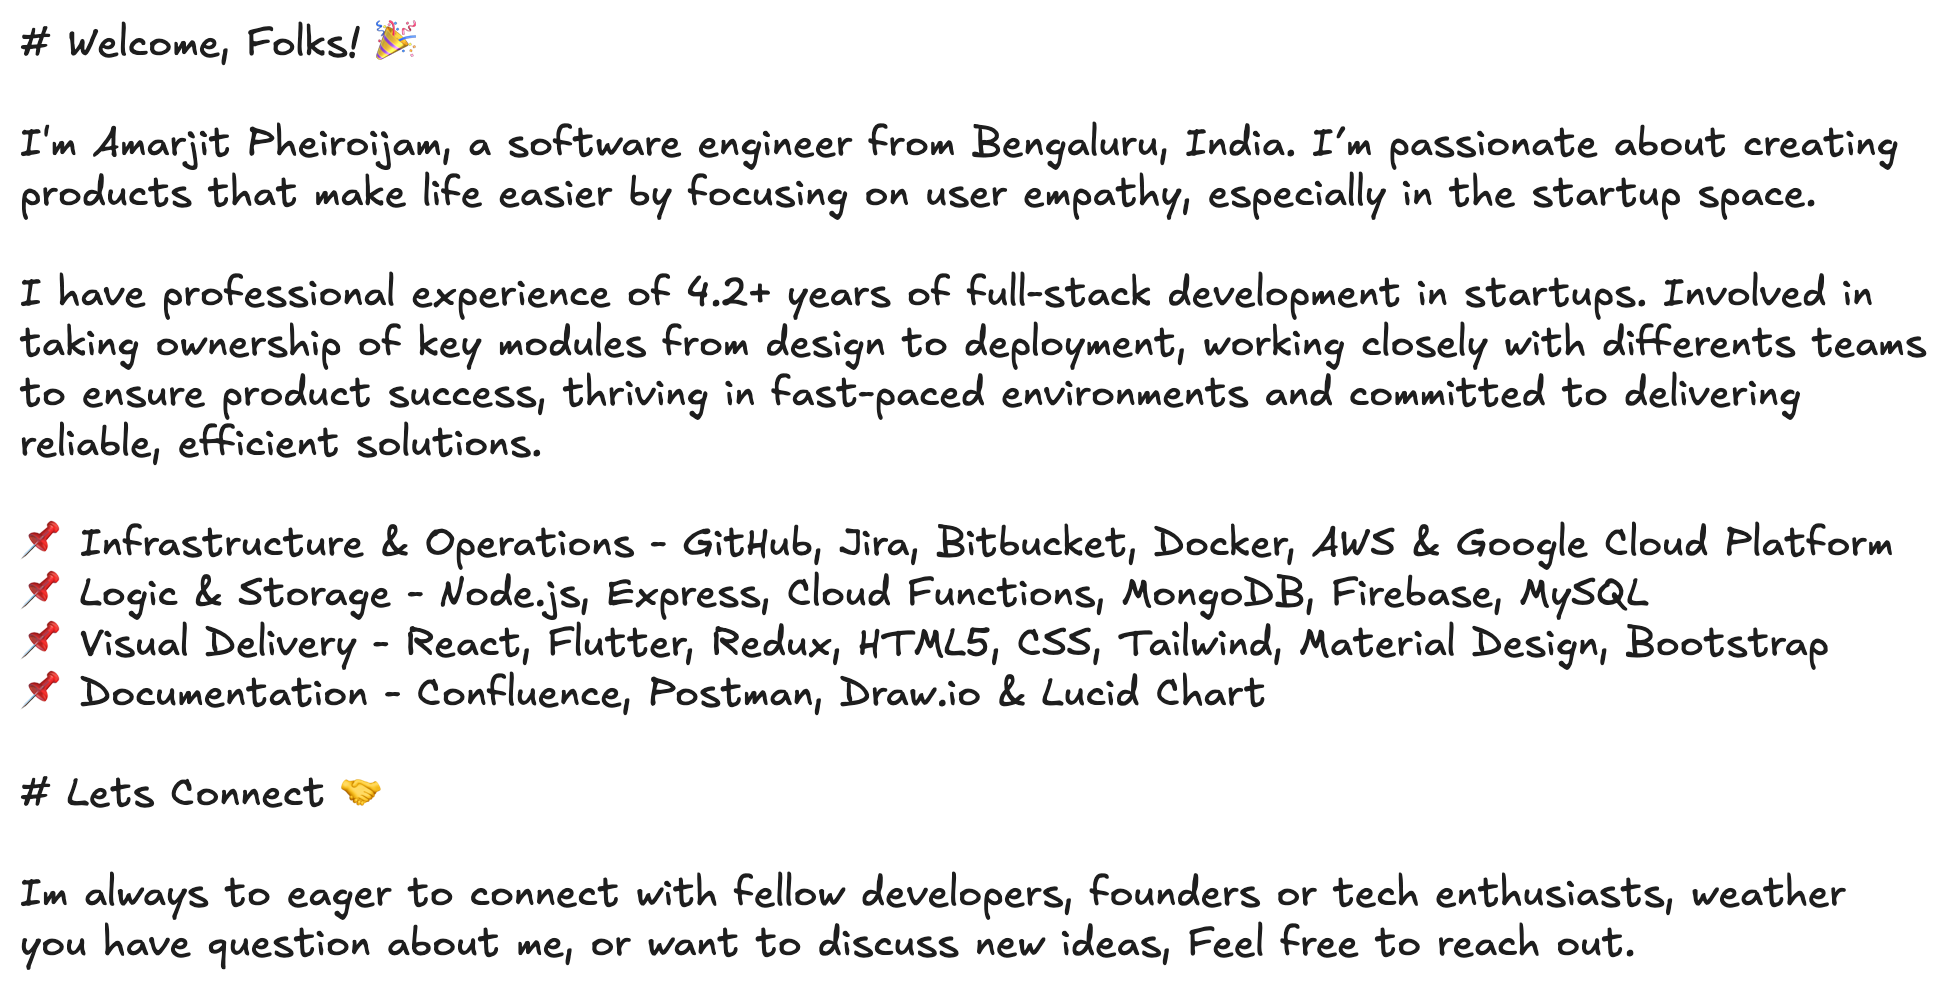 # Welcome, Folks! 🎉
I'm Amarjit Pheiroijam, a software engineer from Bengaluru, India. I’m passionate about creating
products that make life easier by focusing on user empathy, especially in the startup space.
I have professional experience of 4.2+ years of full-stack development in startups. Involved in
taking ownership of key modules from design to deployment, working closely with differents teams
to ensure product success, thriving in fast-paced environments and committed to delivering
reliable, efficient solutions.
📌 Infrastructure & Operations - GitHub, Jira, Bitbucket, Docker, AWS & Google Cloud Platform
📌 Logic & Storage - Node.js, Express, Cloud Functions, MongoDB, Firebase, MySQL
📌 Visual Delivery - React, Flutter, Redux, HTML5, CSS, Tailwind, Material Design, Bootstrap
📌 Documentation - Confluence, Postman, Draw.io & Lucid Chart
# Lets Connect 🤝
Im always to eager to connect with fellow developers, founders or tech enthusiasts, weather
you have question about me, or want to discuss new ideas, Feel free to reach out.